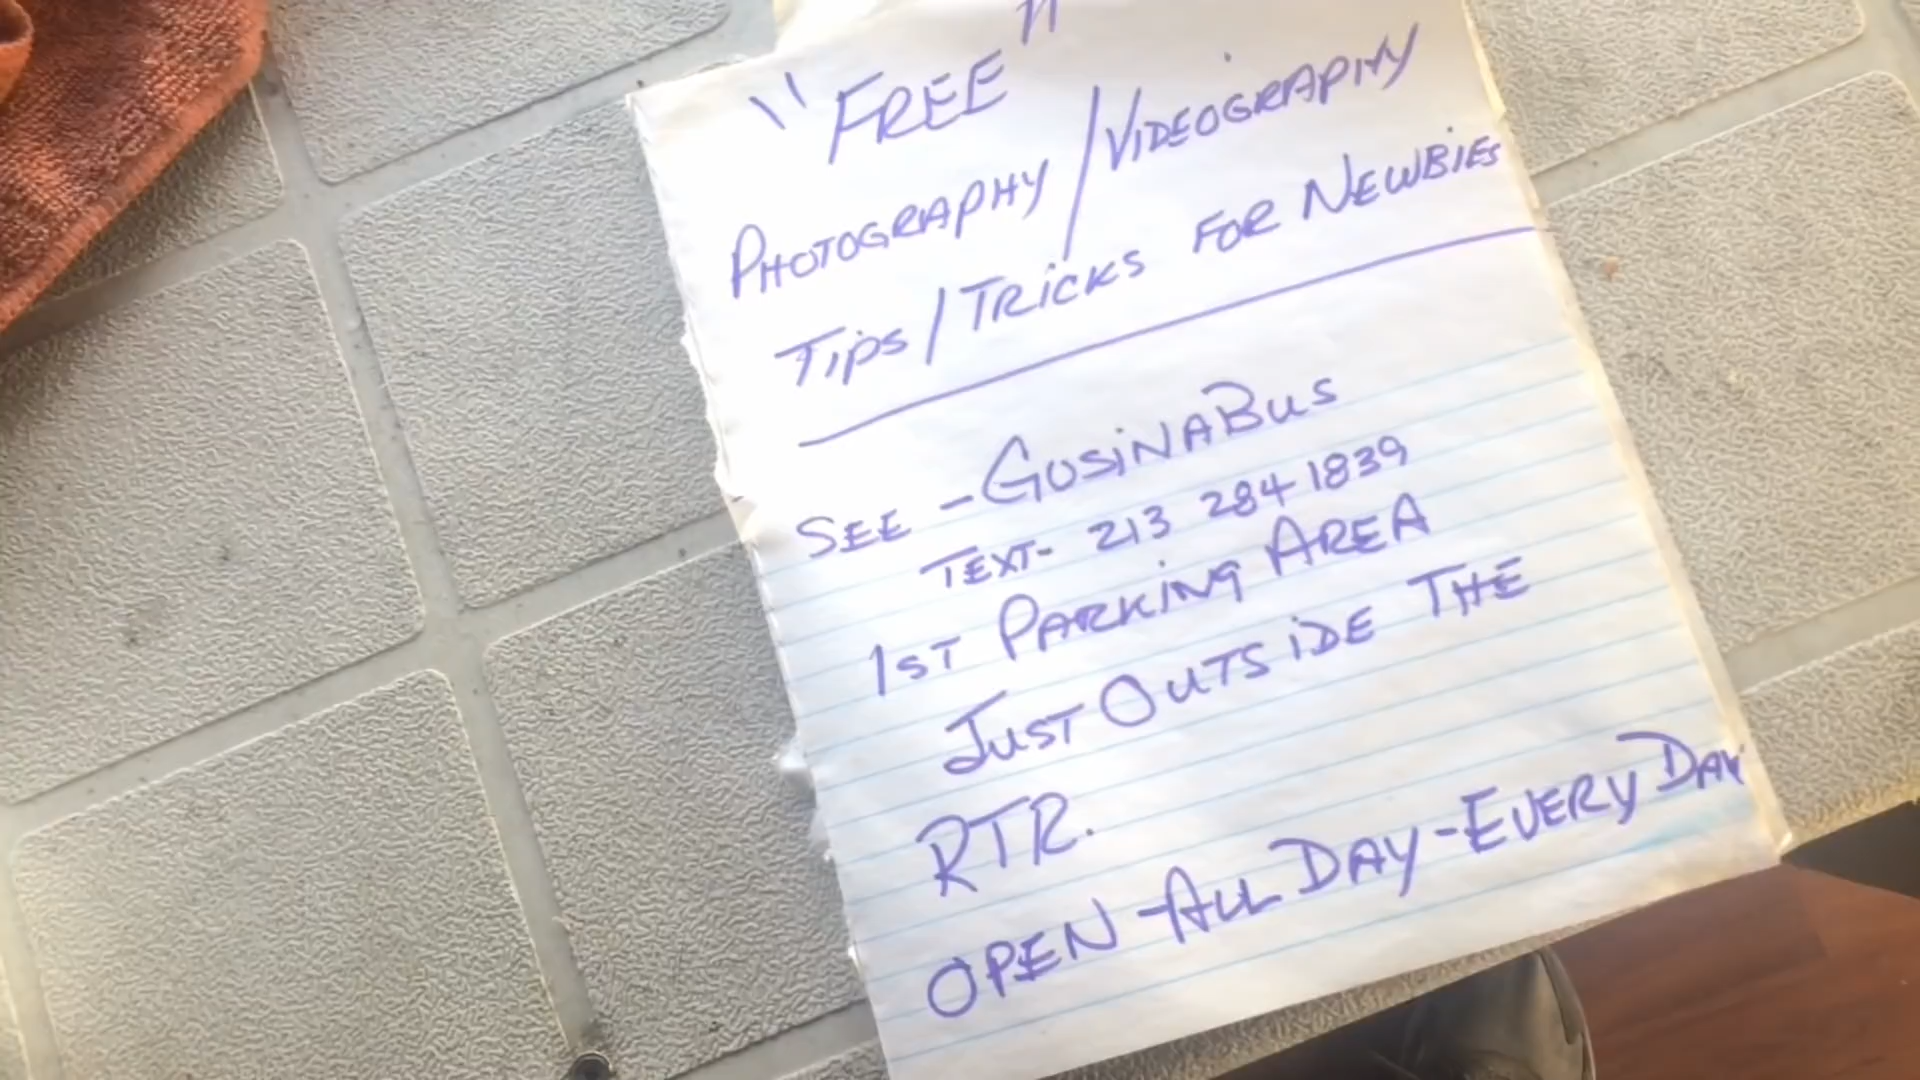 "FREE"
PHOTOGRAPHY/VIDEOGRAPHY
TIPS/TRICKS FOR NEWBIES
SEE - GUSINABUS
TEXT- 213 284 1839
1ST PARKING AREA
JUST OUTSIDE THE
RTR.
OPEN-ALL DAY-EVERY DAY